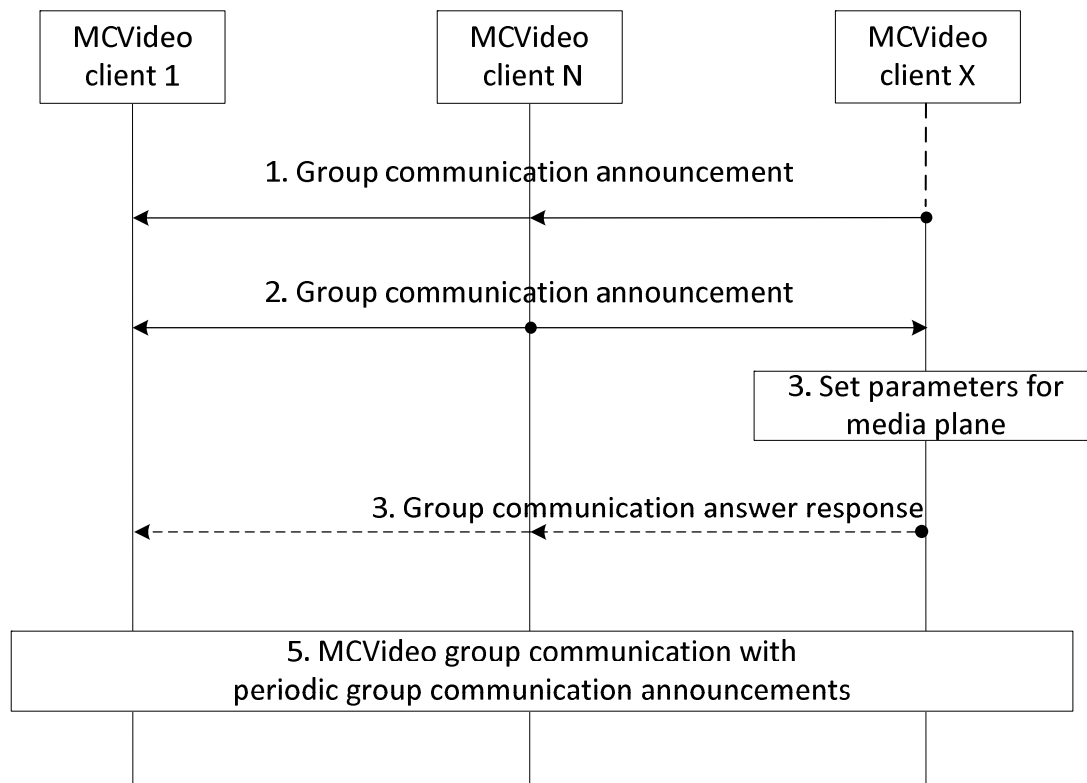 MCVideo
client 1
MCVideo
client N
MCVideo
client X
1. Group communication announcement
2. Group communication announcement
3. Set parameters for
media plane
3. Group communication answer response
5. MCVideo group communication with
periodic group communication announcements